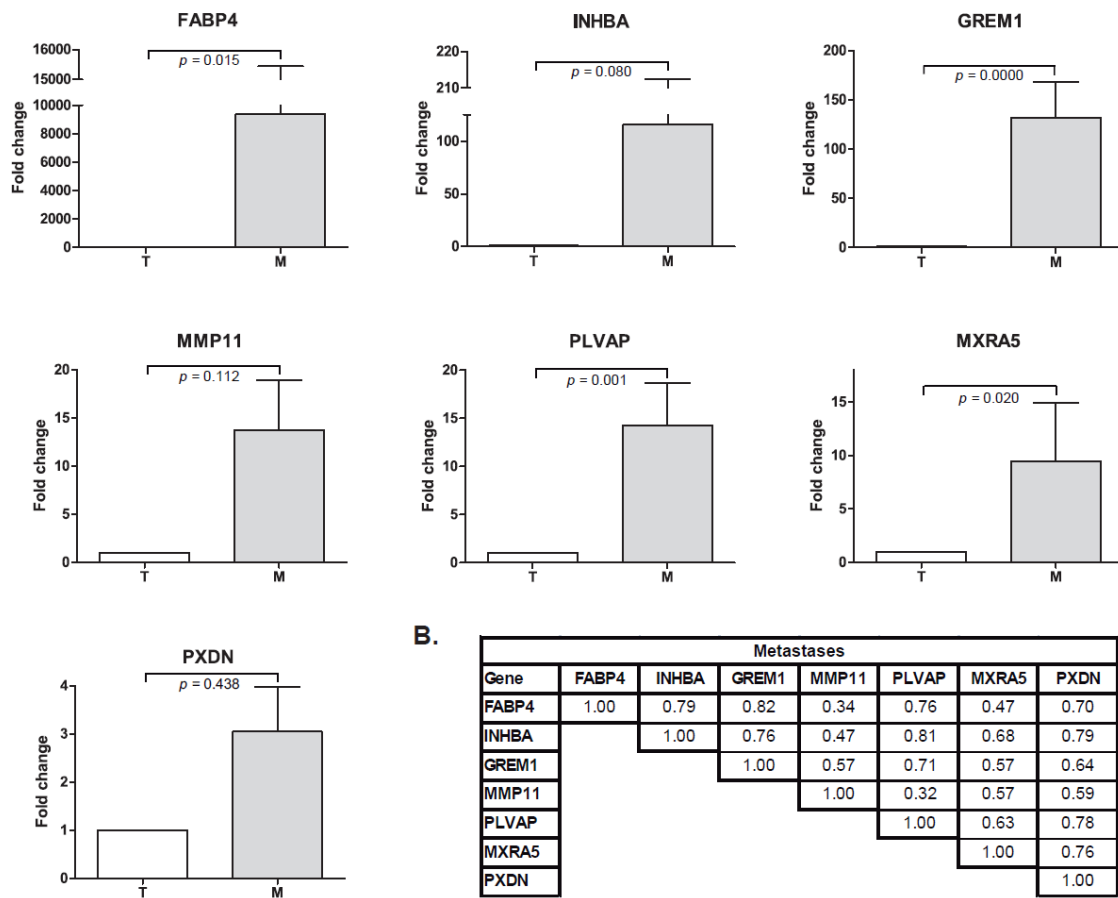 FABP4
16000
15000
10000
8000
6000
4000
2000
0
Fold change
p = 0.015
T M
INHBA
220
210
100
50
0
Fold change
p = 0.080
T M
GREM1
200
150
100
50
0
Fold change
p = 0.0000
T M
MMP11
20
15
10
5
0
Fold change
p = 0.112
T M
PLVAP
20
15
10
5
0
Fold change
p = 0.001
T M
MXRA5
15
10
5
0
Fold change
p = 0.020
T M
PXDN
4
3
2
1
0
Fold change
p = 0.438
T M
B.
Metastases
Gene FABP4 INHBA GREM1 MMP11 PLVAP MXRA5 PXDN
FABP4 1.00 0.79 0.82 0.34 0.76 0.47 0.70
INHBA 1.00 0.76 0.47 0.81 0.68 0.79
GREM1 1.00 0.57 0.71 0.57 0.64
MMP11 1.00 0.32 0.57 0.59
PLVAP 1.00 0.63 0.78
MXRA5 1.00 0.76
PXDN 1.00